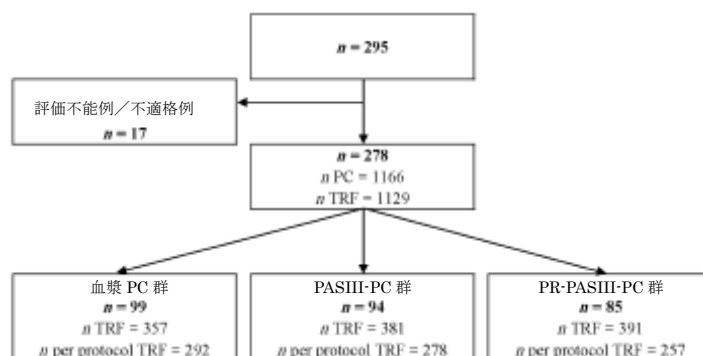 n = 295
評価不能例／不適格例
n = 17
n = 278
n PC = 1166
n TRF = 1129
血漿 PC 群
n = 99
n TRF = 357
n per protocol TRF = 292
PASIII-PC 群
n = 94
n TRF = 381
n per protocol TRF = 278
PR-PASIII-PC 群
n = 85
n TRF = 391
n per protocol TRF = 257